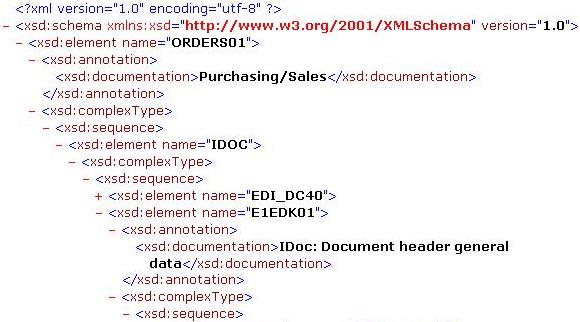 <?xml version="1.0" encoding="utf-8" ?>
- <xsd:schema xmlns:xsd="http://www.w3.org/2001/XMLSchema" version="1.0">
- <xsd:element name="ORDERS01">
- <xsd:annotation>
<xsd:documentation>Purchasing/Sales</xsd:documentation>
</xsd:annotation>
- <xsd:complexType>
- <xsd:sequence>
- <xsd:element name="IDOC">
- <xsd:complexType>
- <xsd:sequence>
+ <xsd:element name="EDI_DC40">
- <xsd:element name="E1EDK01">
- <xsd:annotation>
<xsd:documentation>IDoc: Document header general
data</xsd:documentation>
</xsd:annotation>
- <xsd:complexType>
- <xsd:sequence>